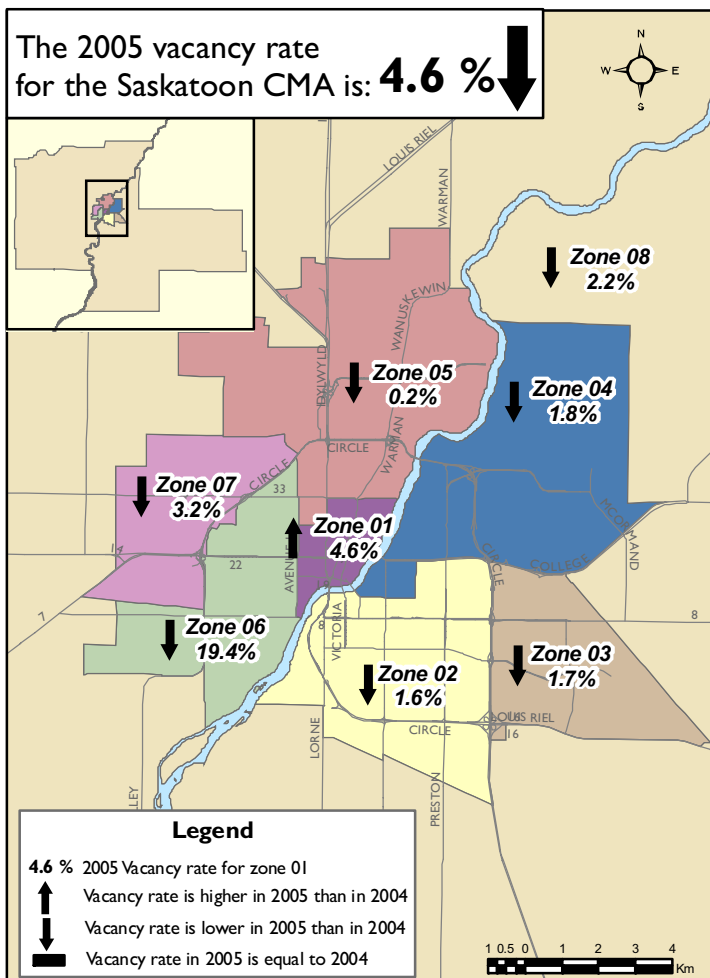 The 2005 vacancy rate
for the Saskatoon CMA is: 4.6 %
N
W E
S
LOUIS RIEL
WARMAN
Zone 08
2.2%
WANUSKEWIN
IDYLWYLD
Zone 05
0.2%
Zone 04
1.8%
WARMAN
CIRCLE
CIRCLE
Zone 07
3.2%
33
Zone 01
4.6%
MCORMAND
14
22
AVENUE
CIRCLE
COLLEGE
19
7
8
8
VICTORIA
Zone 06
19.4%
Zone 03
1.7%
Zone 02
1.6%
LOUIS RIEL
16
16
CIRCLE
LORNE
PRESTON
LLEY
Legend
4.6 % 2005 Vacancy rate for zone 01
Vacancy rate is higher in 2005 than in 2004
Vacancy rate is lower in 2005 than in 2004
Vacancy rate in 2005 is equal to 2004
1 0.5 0 1 2 3 4
Km